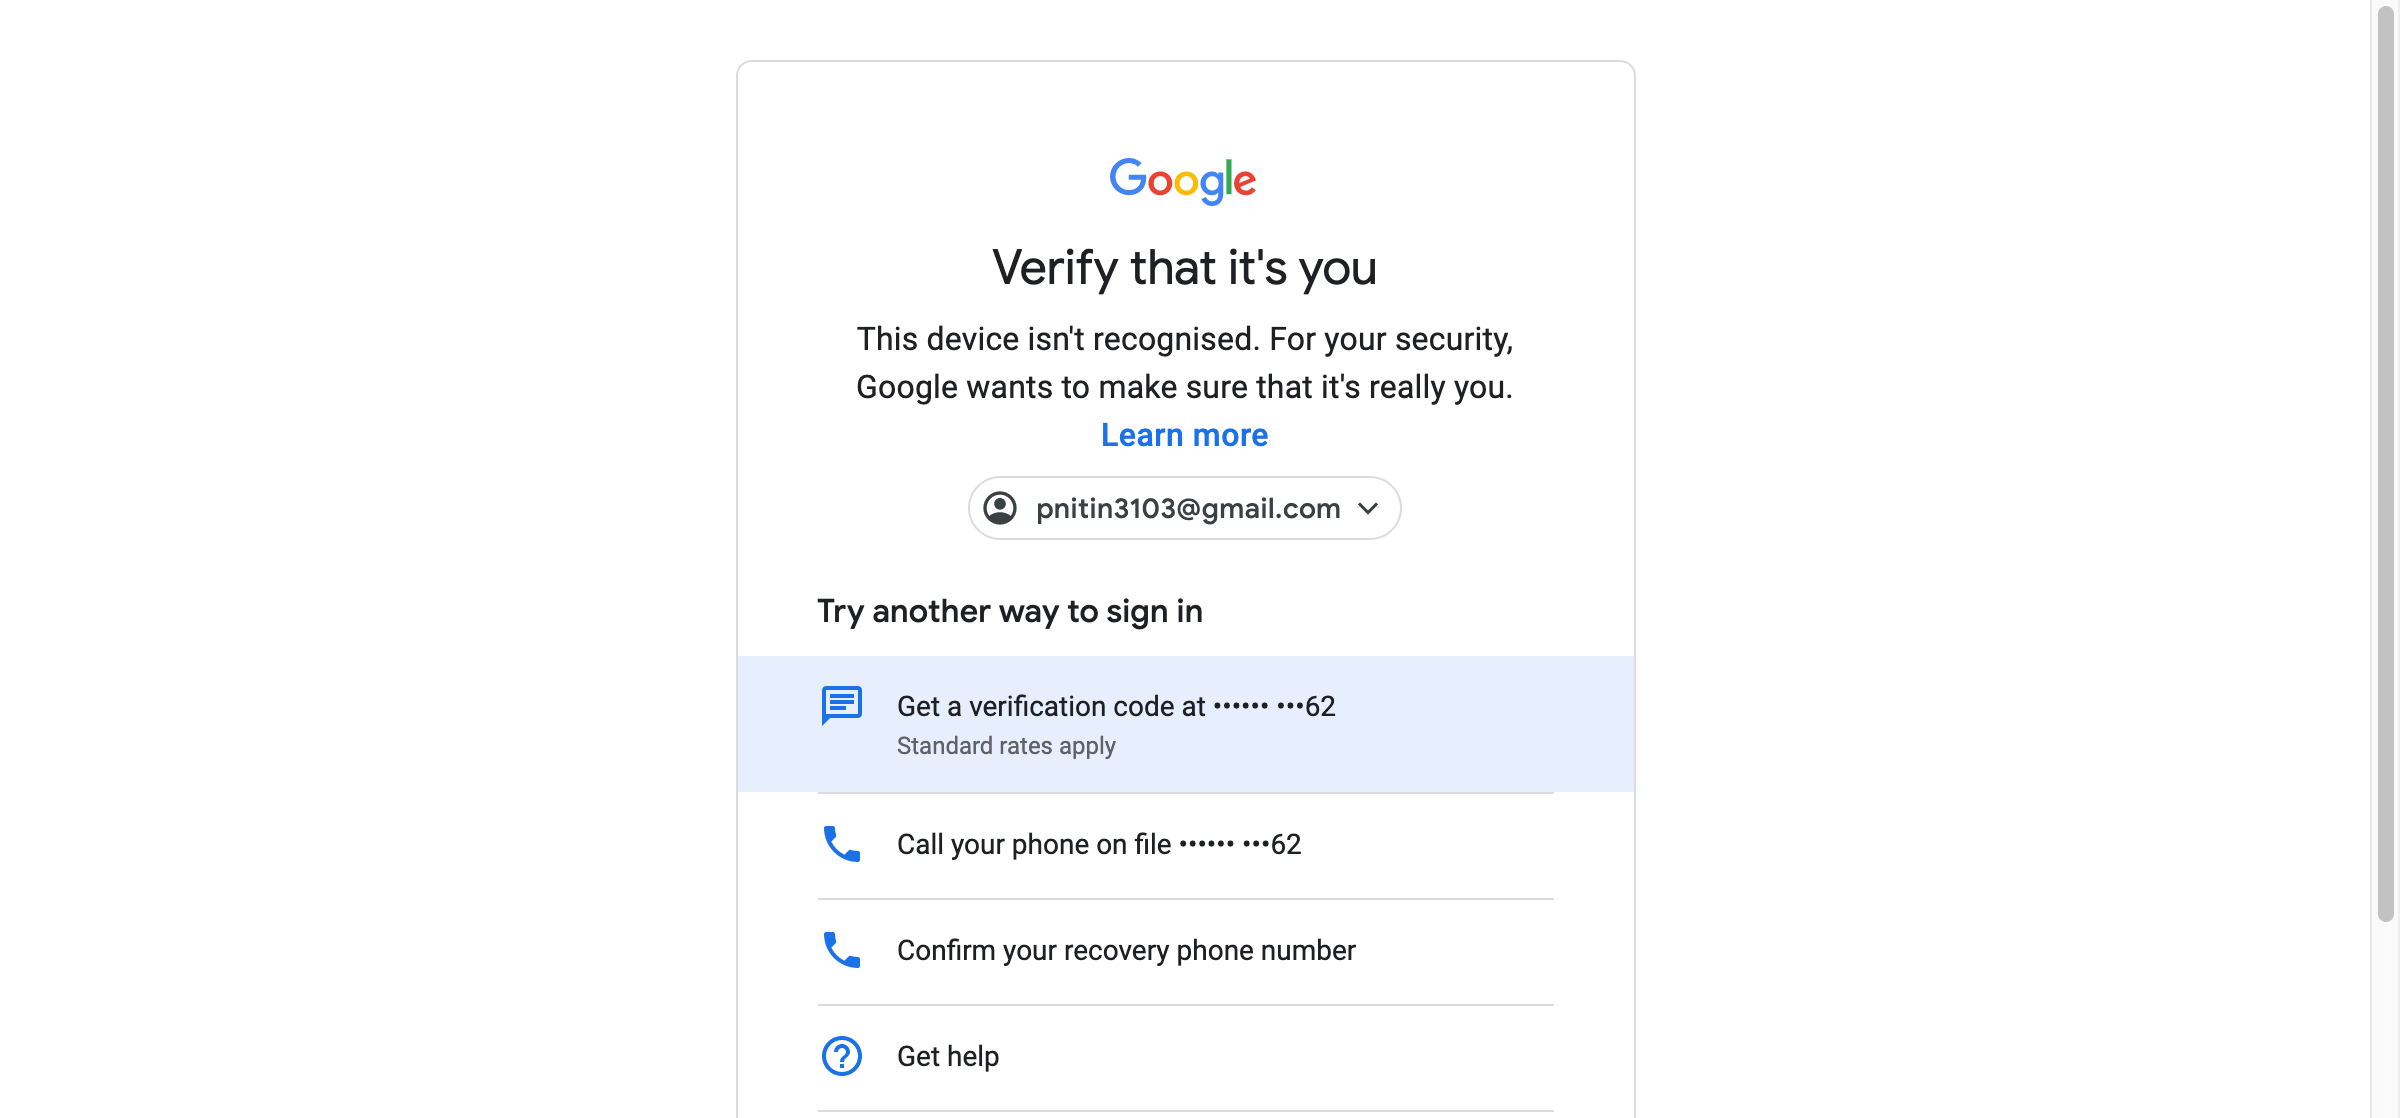 Google
Verify that it's you
This device isn't recognised. For your security,
Google wants to make sure that it's really you.
Learn more
pnitin3103@gmail.com
Try another way to sign in
Get a verification code at •••••• •••62
Standard rates apply
Call your phone on file •••••• •••62
Confirm your recovery phone number
Get help